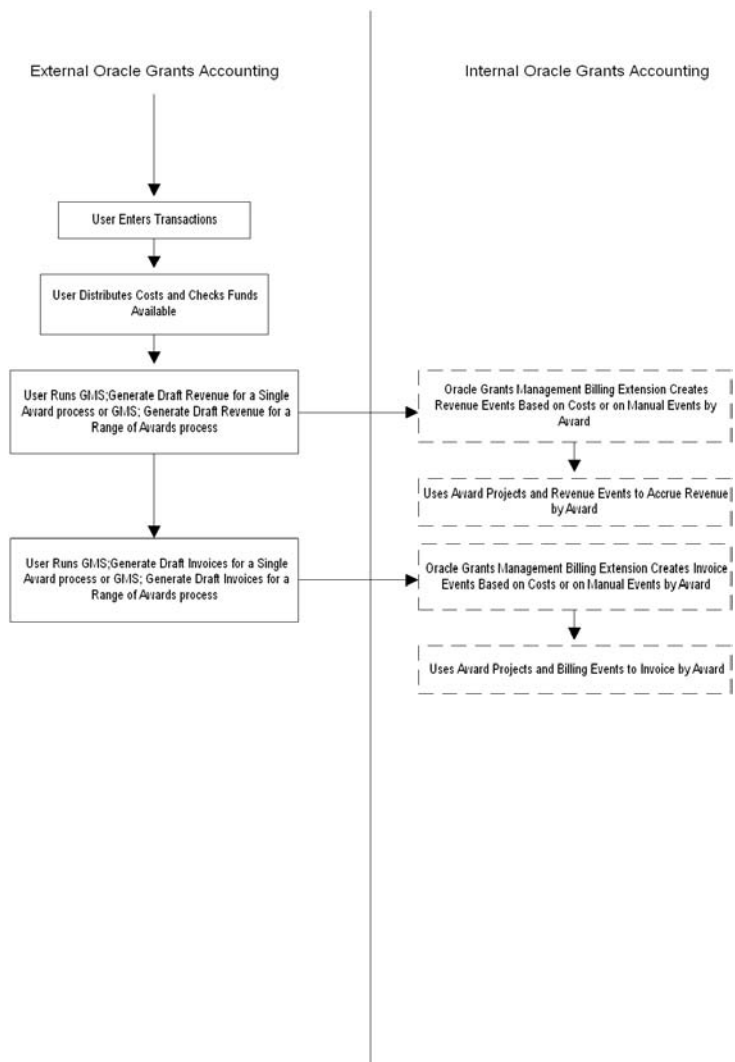 External Oracle Grants Accounting
Internal Oracle Grants Accounting
User Enters Transactions
User Distributes Costs and Checks Funds
Available
User Runs GMS;Generate Draft Revenue for a Single
Award process or GMS; Generate Draft Revenue for a
Range of Awards process
Oracle Grants Management Billing Extension Creates
Revenue Events Based on Costs or on Manual Events by
Award
Uses Award Projects and Revenue Events to Accrue Revenue
by Award
User Runs GMS;Generate Draft Invoices for a Single
Award process or GMS; Generate Draft Invoices for a
Range of Awards process
Oracle Grants Management Billing Extension Creates Invoice
Events Based on Costs or on Manual Events by Award
Uses Award Projects and Billing Events to Invoice by Award